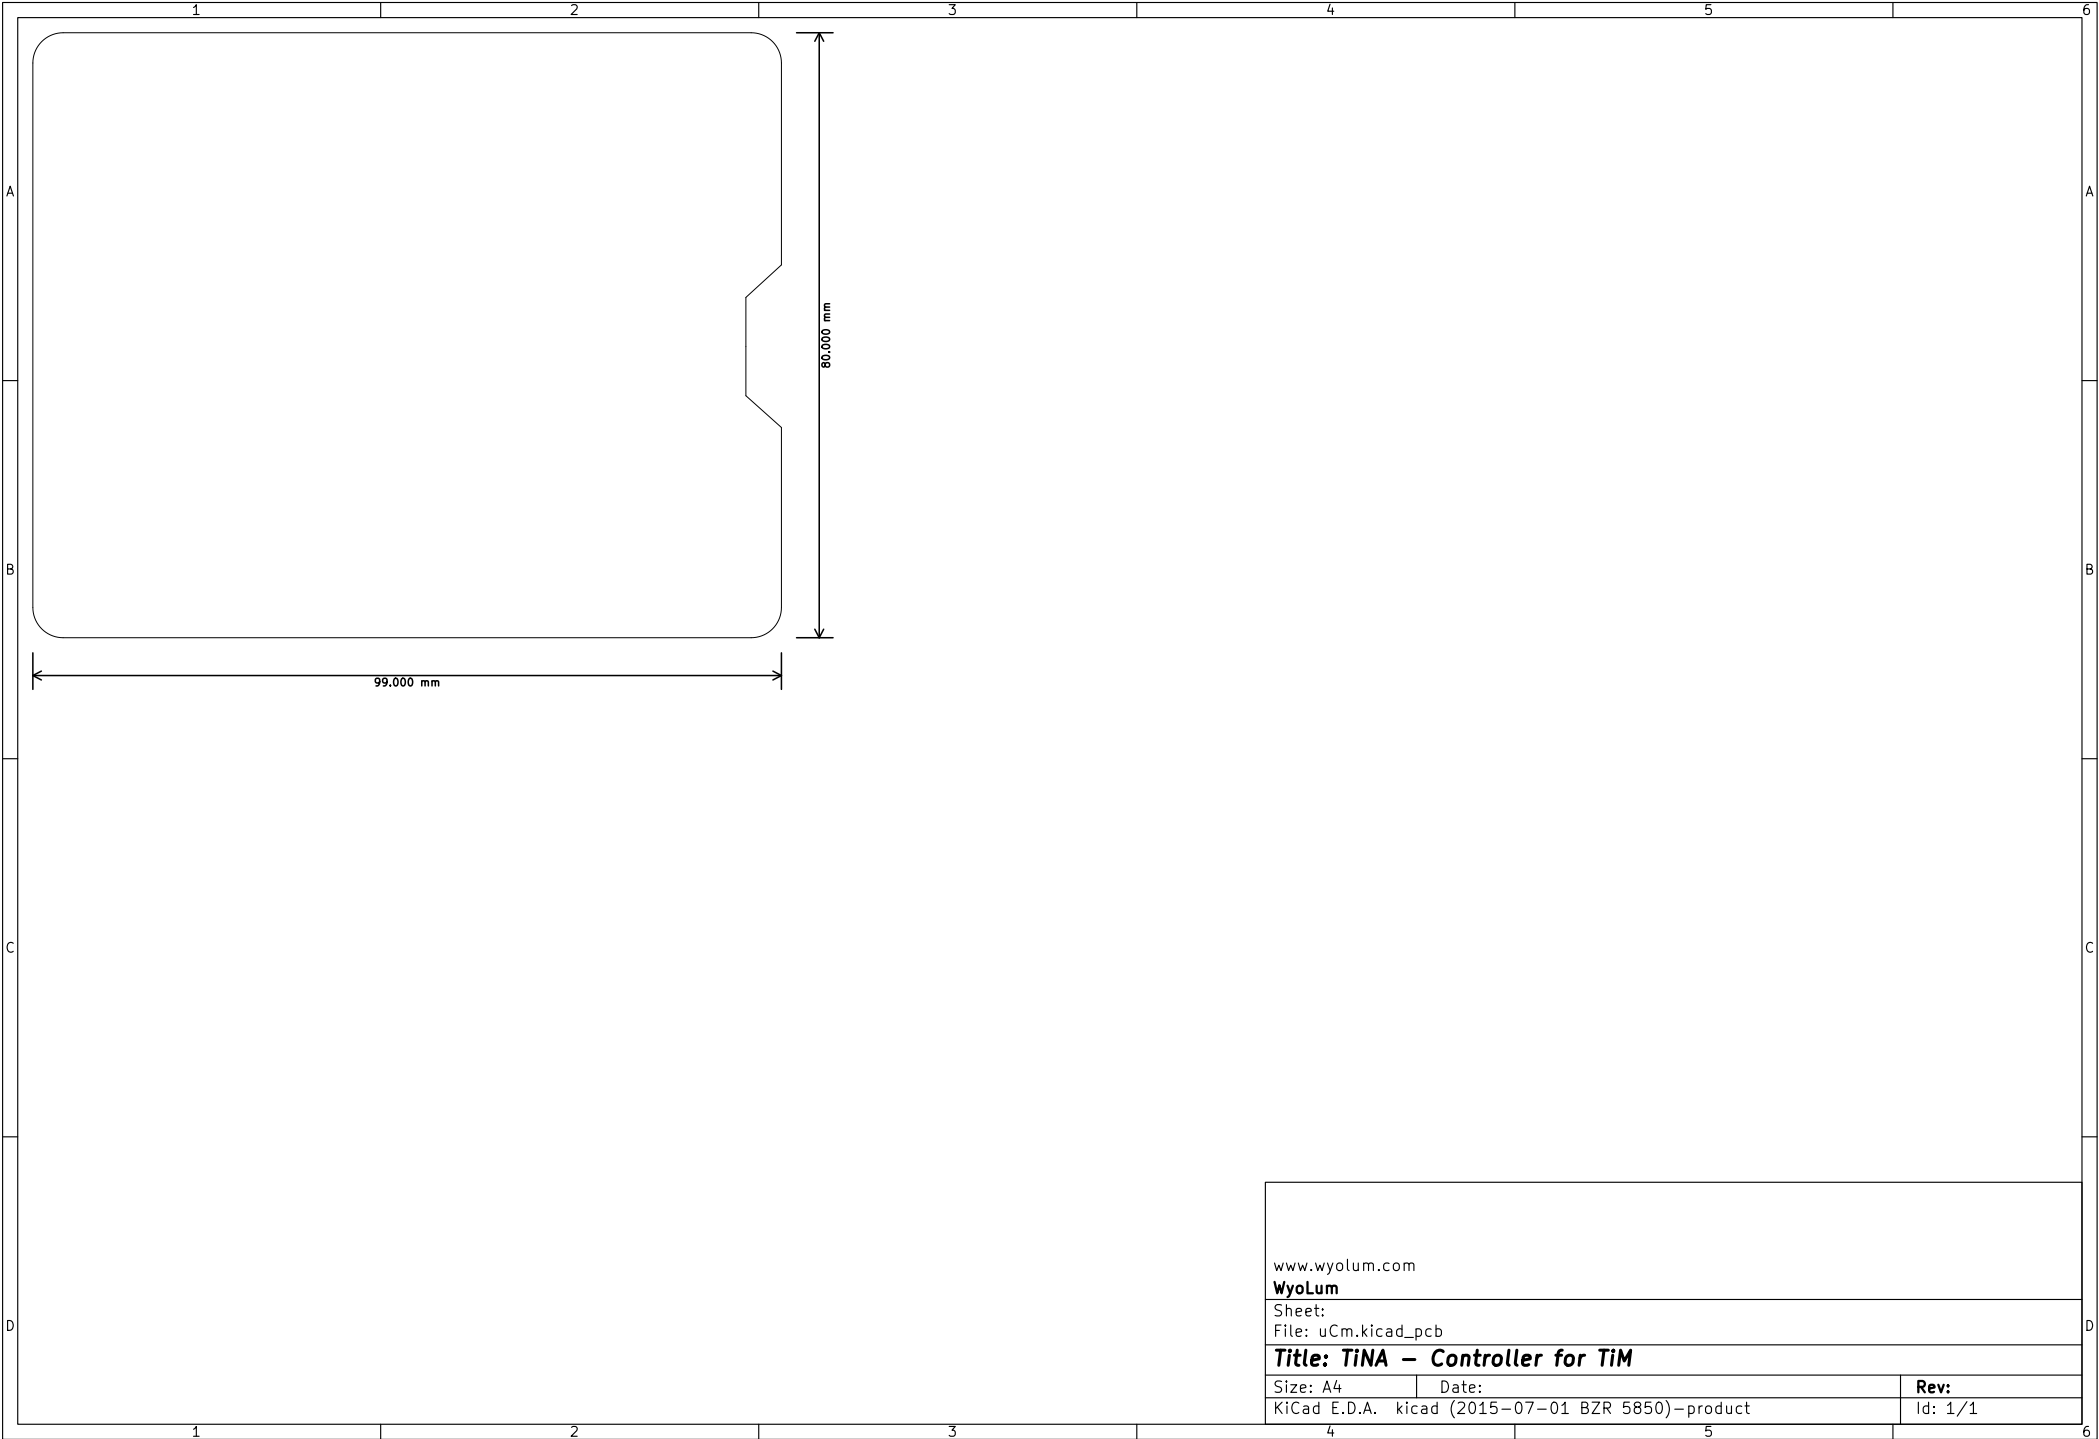 1 2 3 4 5 6
A A
80.000 mm
B B
99.000 mm
C C
www.wyolum.com
WyoLum
Sheet:
File: uCm.kicad_pcb
D D
Title: TiNA – Controller for TiM
Size: A4 Date: Rev:
KiCad E.D.A. kicad (2015-07-01 BZR 5850)-product Id: 1/1
1 2 3 4 5 6